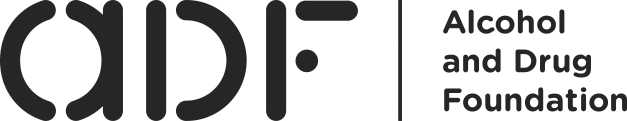 aDF
Alcohol
and Drug
Foundation